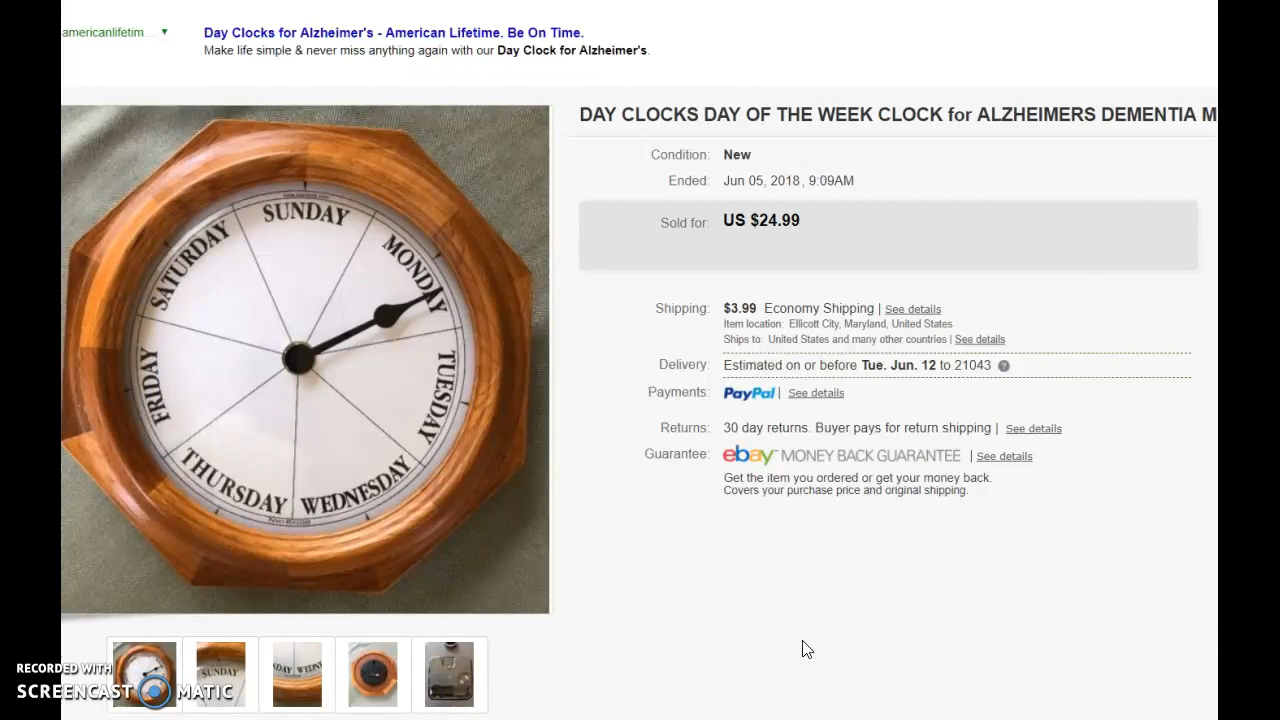 americanlifetim...
Day Clocks for Alzheimer's - American Lifetime. Be On Time.
Make life simple & never miss anything again with our Day Clock for Alzheimer's.
DAY CLOCKS DAY OF THE WEEK CLOCK for ALZHEIMERS DEMENTIA M
Condition: New
Ended: Jun 05, 2018, 9:09AM
Sold for: US $24.99
Shipping: $3.99 Economy Shipping | See details
Item location: Ellicott City, Maryland, United States
Ships to: United States and many other countries | See details
Delivery: Estimated on or before Tue. Jun. 12 to 21043
Payments: PayPal | See details
Returns: 30 day returns. Buyer pays for return shipping | See details
Guarantee: ebay MONEY BACK GUARANTEE | See details
Get the item you ordered or get your money back.
Covers your purchase price and original shipping.
SUNDAY
MONDAY
TUESDAY
WEDNESDAY
THURSDAY
FRIDAY
SATURDAY
SUNDAY
RECORDED WITH
SCREENCAST MATIC